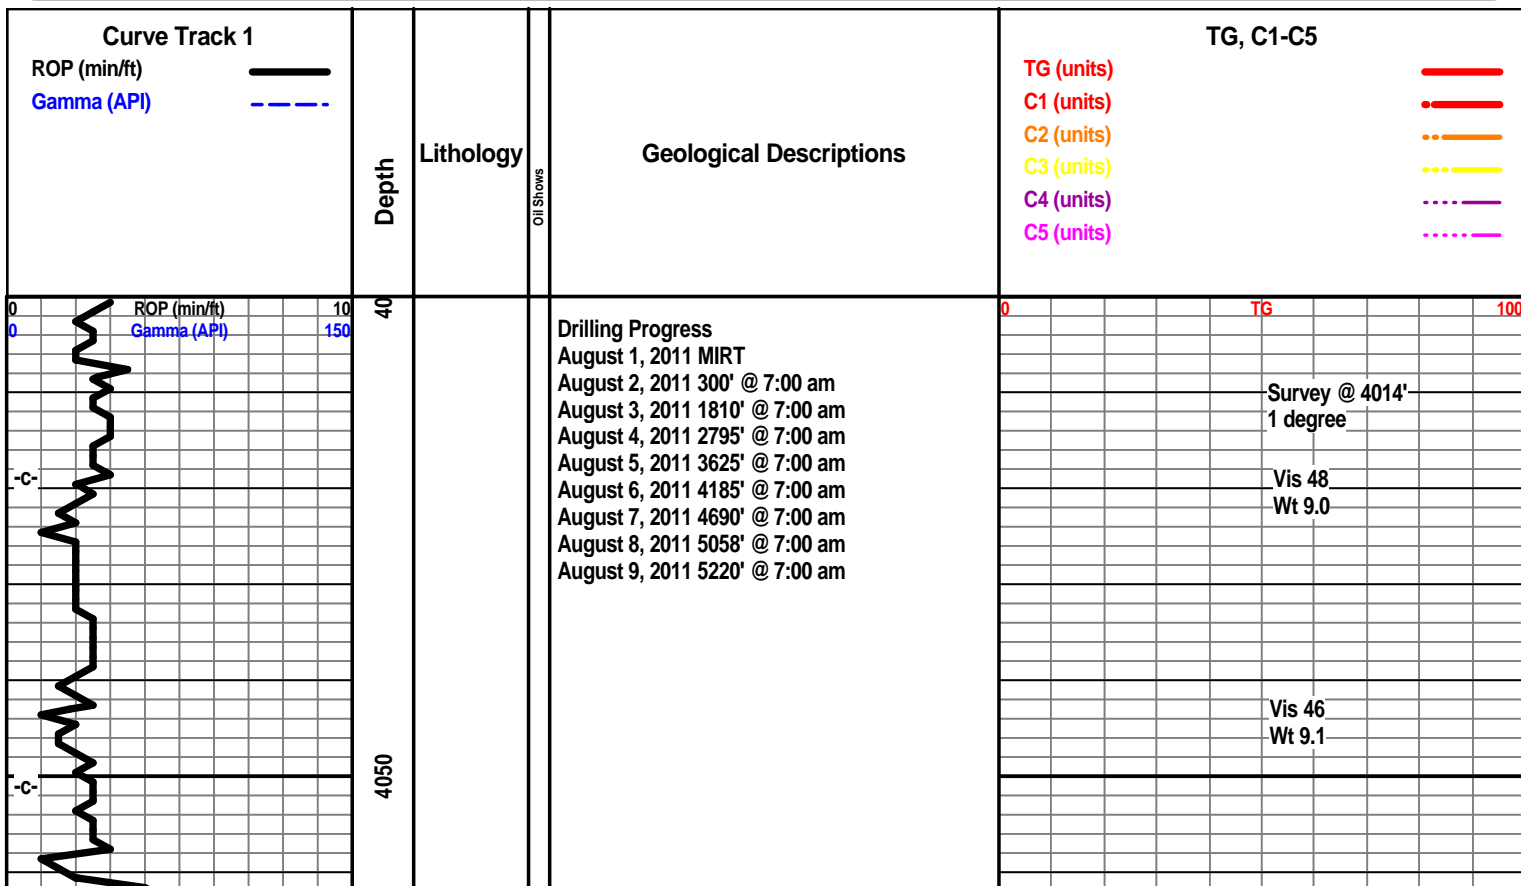 Curve Track 1
ROP (min/ft)
Gamma (API)
Depth
Lithology
Oil Shows
Geological Descriptions
TG, C1-C5
TG (units)
C1 (units)
C2 (units)
C3 (units)
C4 (units)
C5 (units)
0 ROP (min/ft) 10
0 Gamma (API) 150
40
0 TG 100
Drilling Progress
August 1, 2011 MIRT
August 2, 2011 300' @ 7:00 am
August 3, 2011 1810' @ 7:00 am
August 4, 2011 2795' @ 7:00 am
August 5, 2011 3625' @ 7:00 am
August 6, 2011 4185' @ 7:00 am
August 7, 2011 4690' @ 7:00 am
August 8, 2011 5058' @ 7:00 am
August 9, 2011 5220' @ 7:00 am
Survey @ 4014'
1 degree
-c-
Vis 48
Wt 9.0
Vis 46
Wt 9.1
4050
-c-